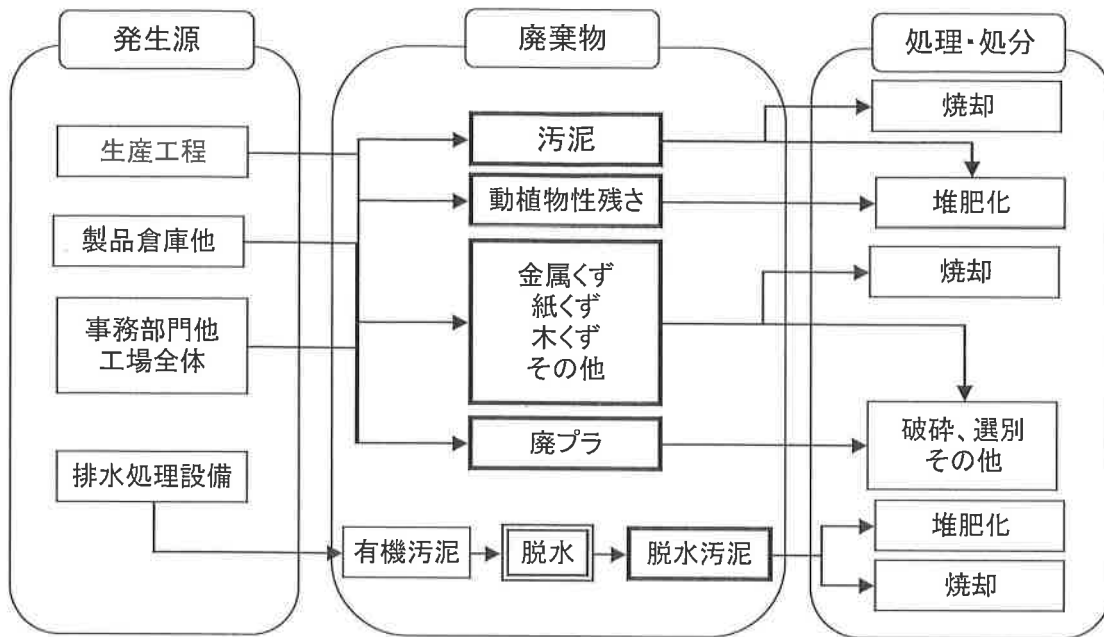 発生源
廃棄物
処理・処分
生産工程
製品倉庫他
事務部門他
工場全体
排水処理設備
汚泥
動植物性残さ
金属くず
紙くず
木くず
その他
廃プラ
有機汚泥
脱水
脱水汚泥
焼却
堆肥化
焼却
破砕、選別
その他
堆肥化
焼却